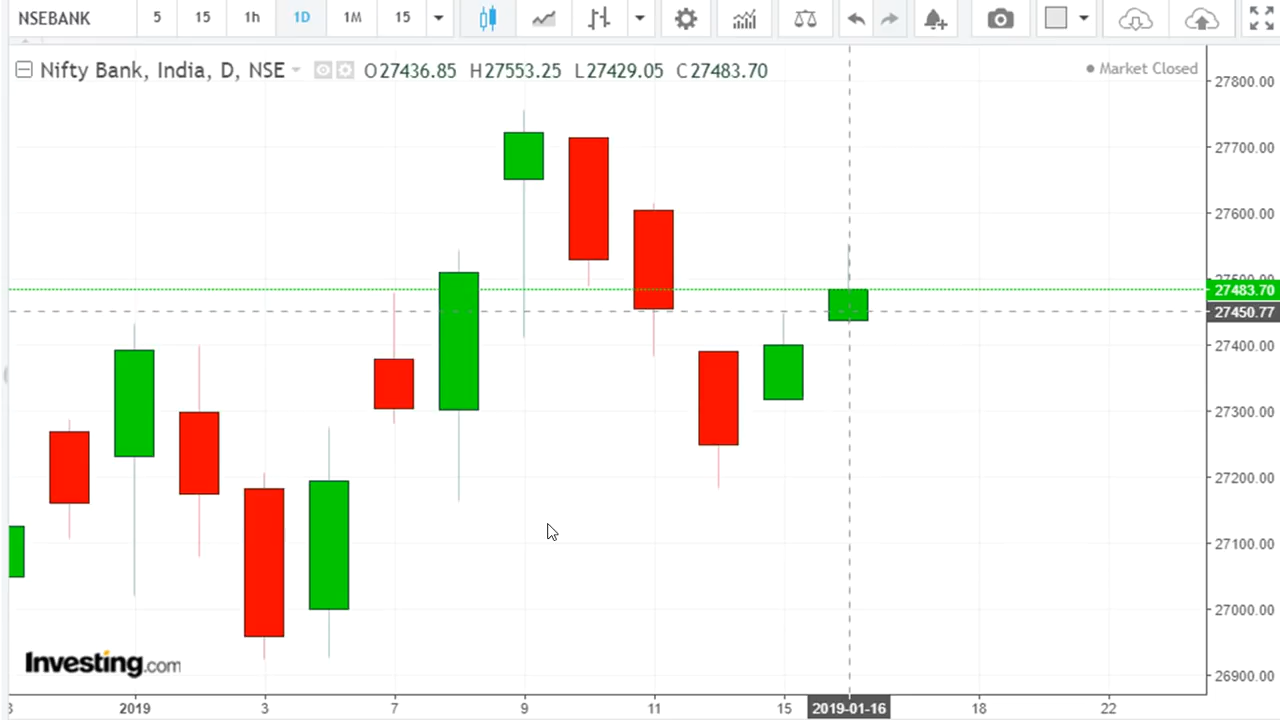 NSEBANK 5 15 1h 1D 1M 15
Nifty Bank, India, D, NSE O27436.85 H27553.25 L27429.05 C27483.70
Market Closed
27800.00
27700.00
27600.00
27500.00
27483.70
27450.77
27400.00
27300.00
27200.00
27100.00
27000.00
26900.00
Investing.com
2019 3 7 9 11 15 2019-01-16 18 22